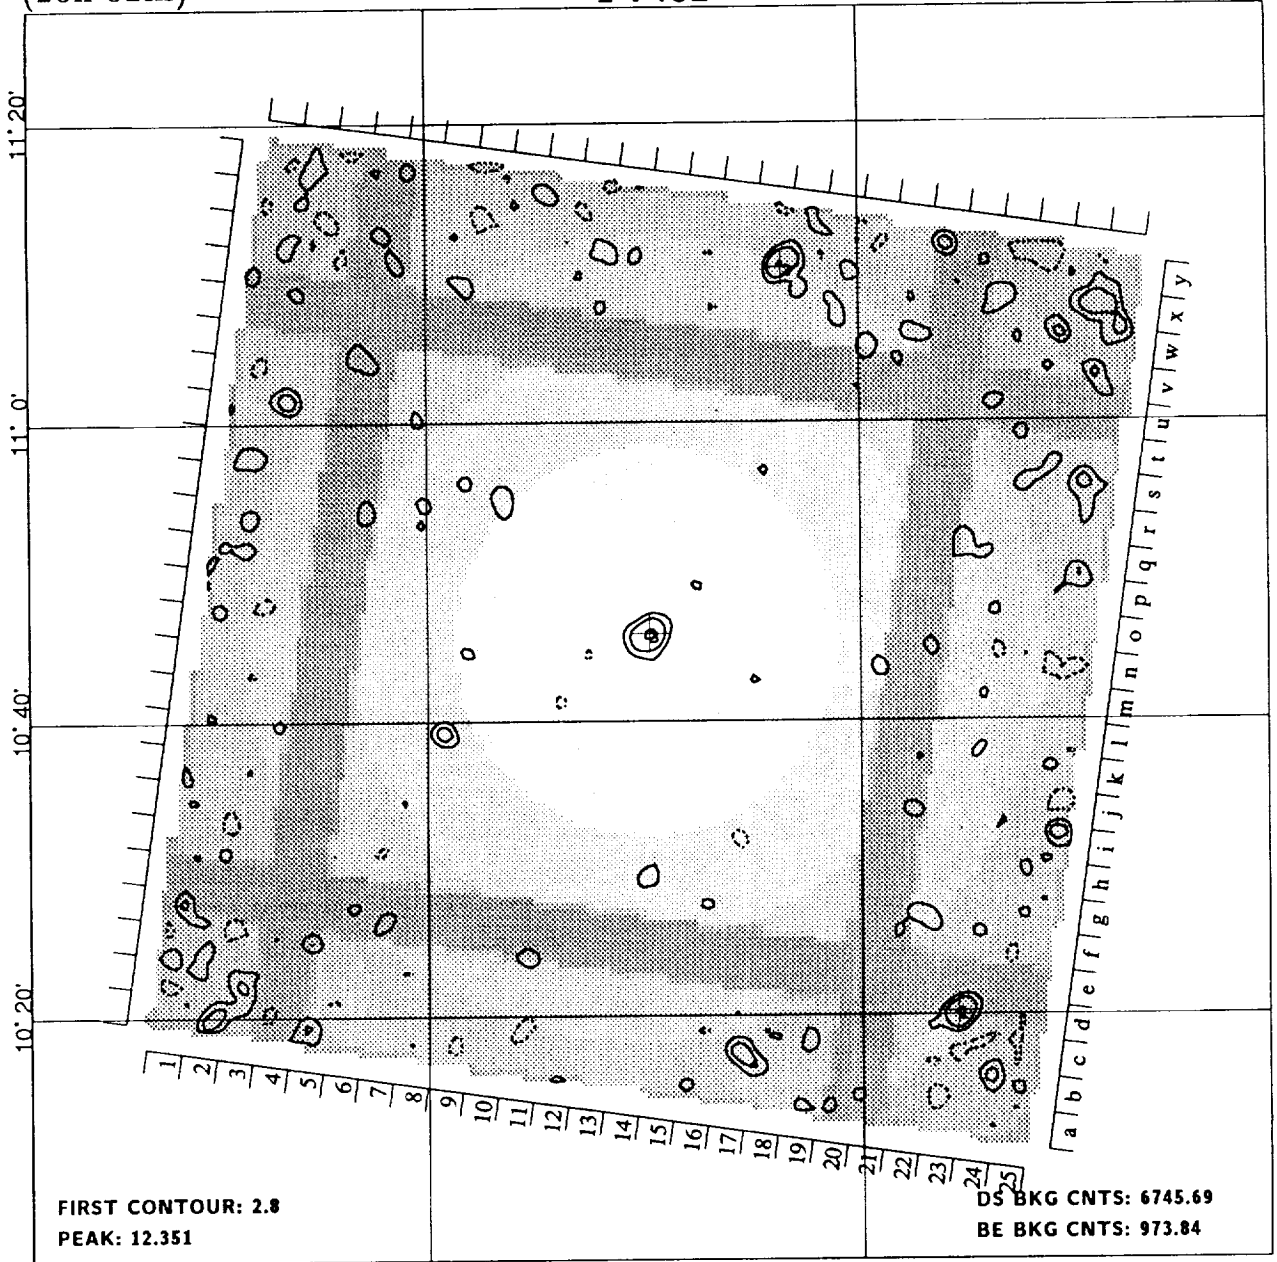 11° 20'
11° 0'
10° 40'
10° 20'
1 2 3 4 5 6 7 8 9 10 11 12 13 14 15 16 17 18 19 20 21 22 23 24 25
a b c d e f g h i j k l m n o p q r s t u v w x y
FIRST CONTOUR: 2.8
PEAK: 12.351
DS BKG CNTS: 6745.69
BE BKG CNTS: 973.84